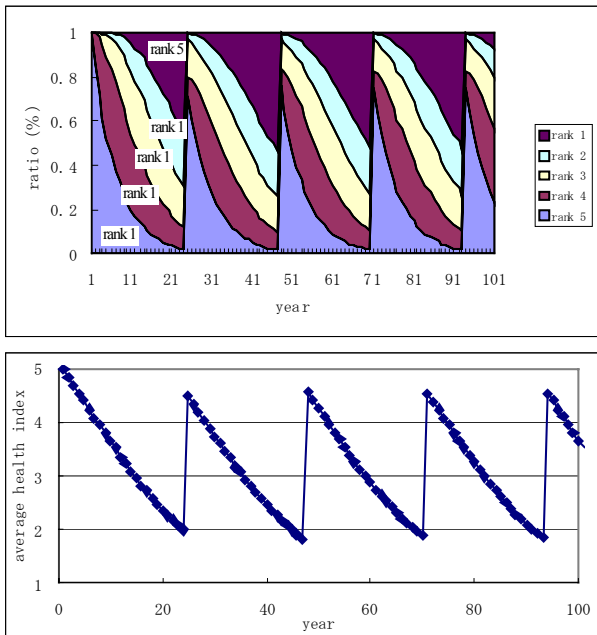 1
0.8
0.6
0.4
0.2
0
ratio (%)
rank 5
rank 1
rank 1
rank 1
rank 1
1 11 21 31 41 51 61 71 81 91 101
year
rank 1
rank 2
rank 3
rank 4
rank 5
5
4
3
2
1
average health index
0 20 40 60 80 100
year